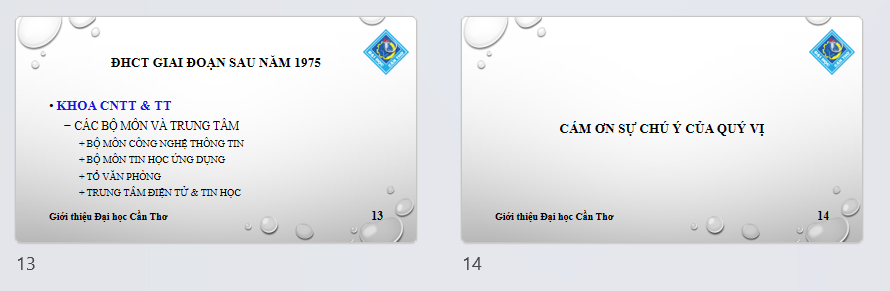 ĐHCT GIAI ĐOẠN SAU NĂM 1975
• KHOA CNTT & TT
– CÁC BỘ MÔN VÀ TRUNG TÂM
+ BỘ MÔN CÔNG NGHỆ THÔNG TIN
+ BỘ MÔN TIN HỌC ỨNG DỤNG
+ TỔ VĂN PHÒNG
+ TRUNG TÂM ĐIỆN TỬ & TIN HỌC
Giới thiệu Đại học Cần Thơ 13
13
CÁM ƠN SỰ CHÚ Ý CỦA QUÝ VỊ
Giới thiệu Đại học Cần Thơ 14
14